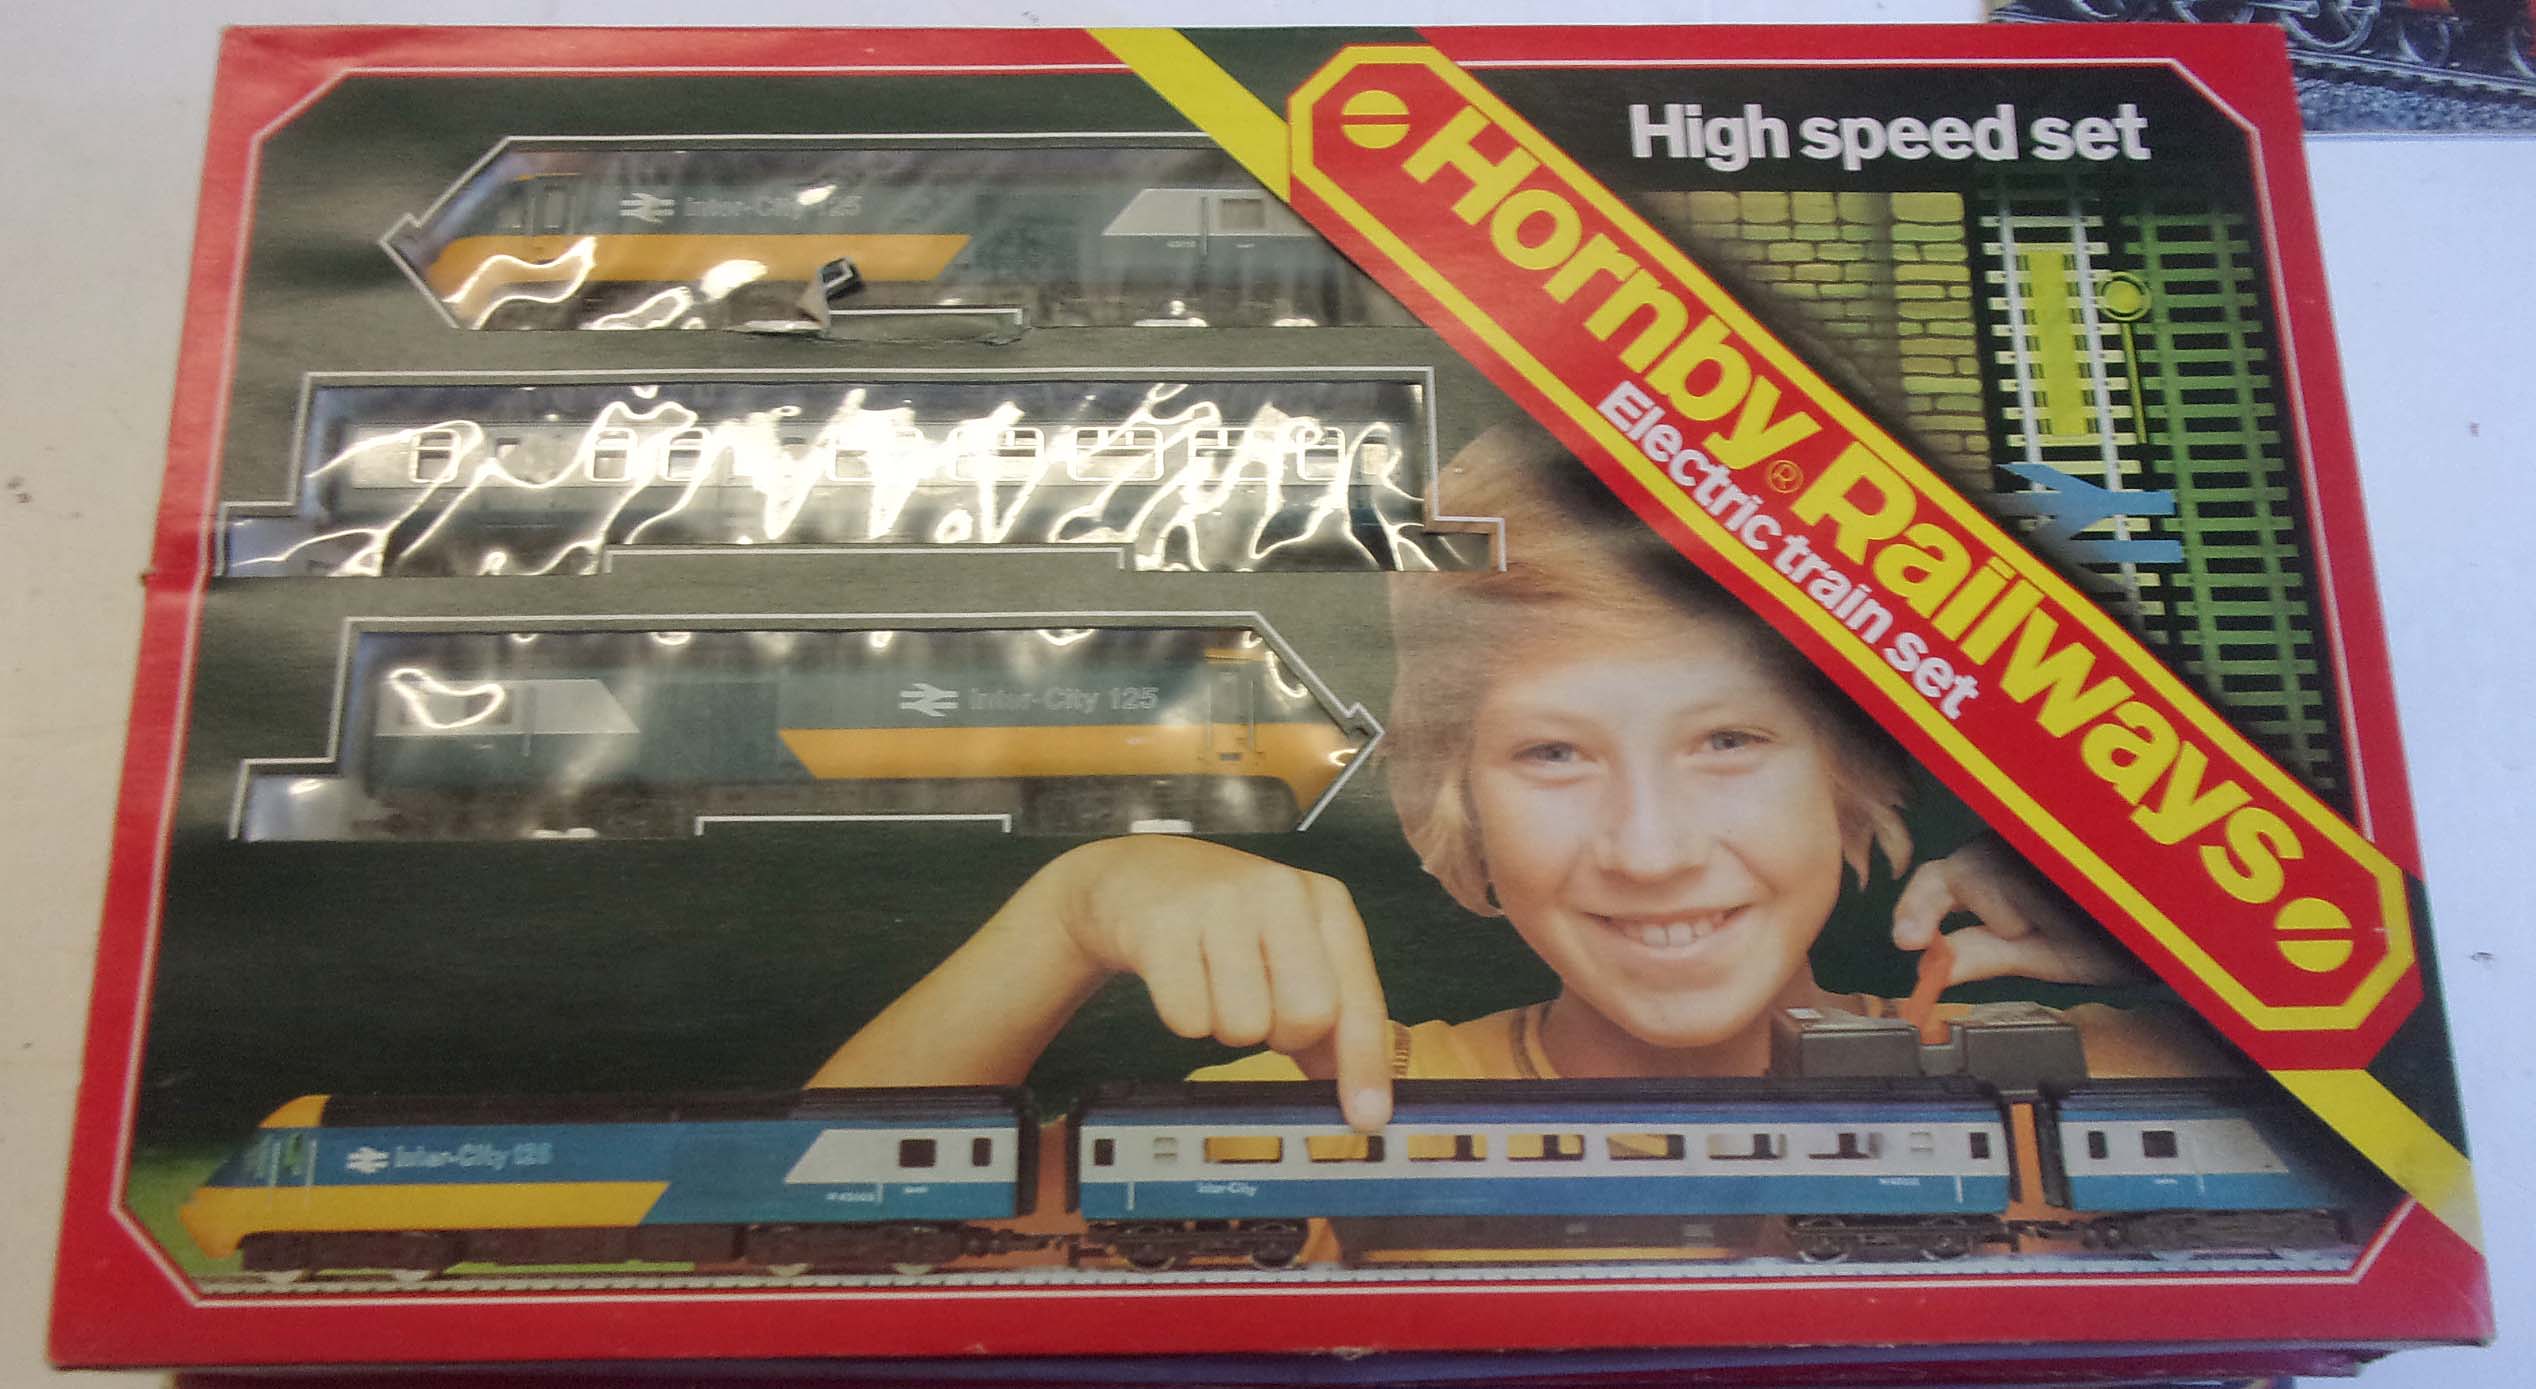 High speed set
Hornby® Railways
Electric train set
Inter-City 125
Inter-City 125
Inter-City 125
Inter-City